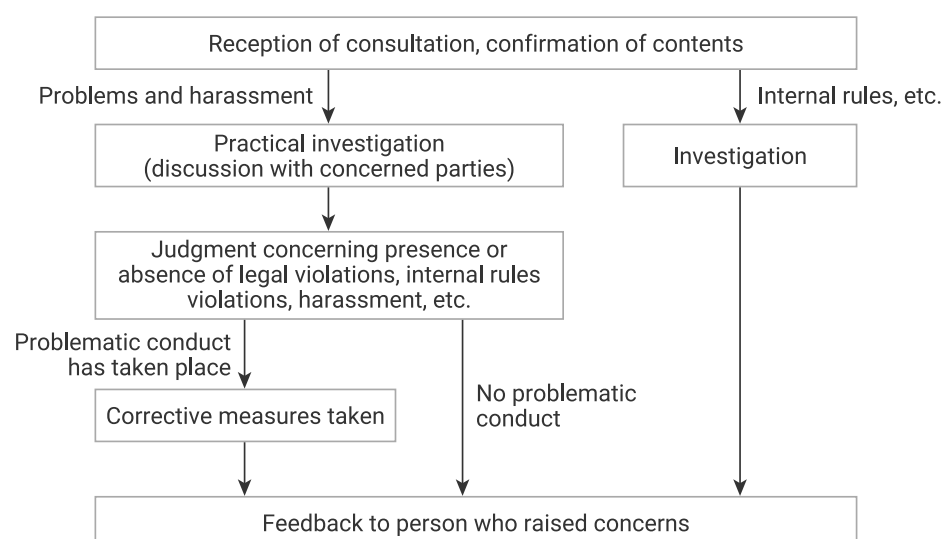 Reception of consultation, confirmation of contents
Problems and harassment
Internal rules, etc.
Practical investigation
(discussion with concerned parties)
Investigation
Judgment concerning presence or
absence of legal violations, internal rules
violations, harassment, etc.
Problematic conduct
has taken place
No problematic
conduct
Corrective measures taken
Feedback to person who raised concerns